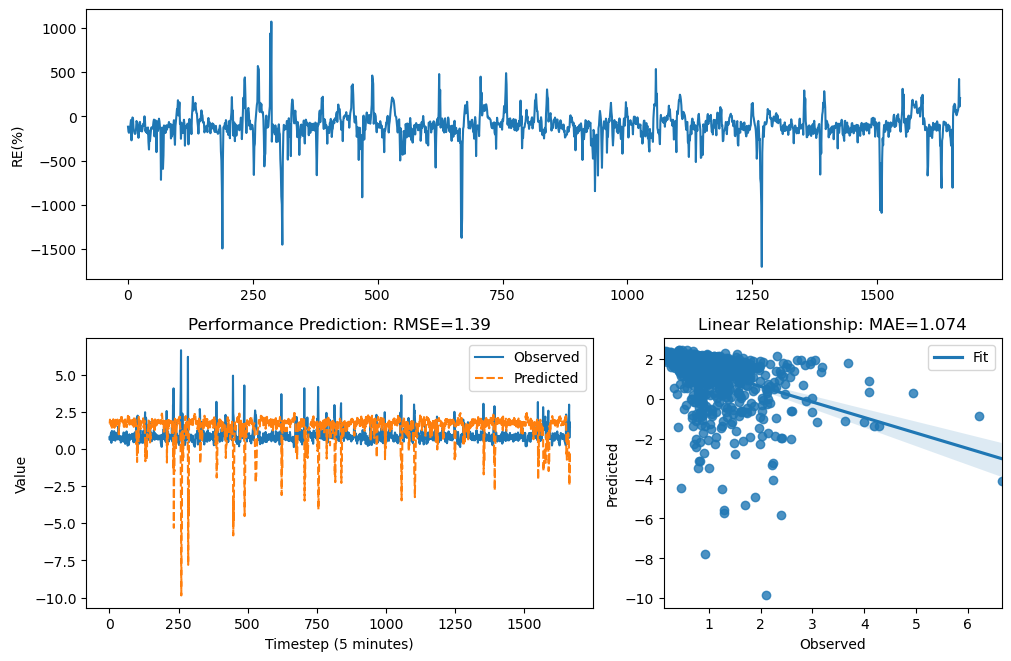 1000
500
0
−500
−1000
−1500
RE(%)
0 250 500 750 1000 1250 1500
Performance Prediction: RMSE=1.39
5.0
2.5
0.0
−2.5
−5.0
−7.5
−10.0
Value
Observed
Predicted
0 250 500 750 1000 1250 1500
Timestep (5 minutes)
Linear Relationship: MAE=1.074
2
0
−2
−4
−6
−8
−10
Predicted
Fit
1 2 3 4 5 6
Observed